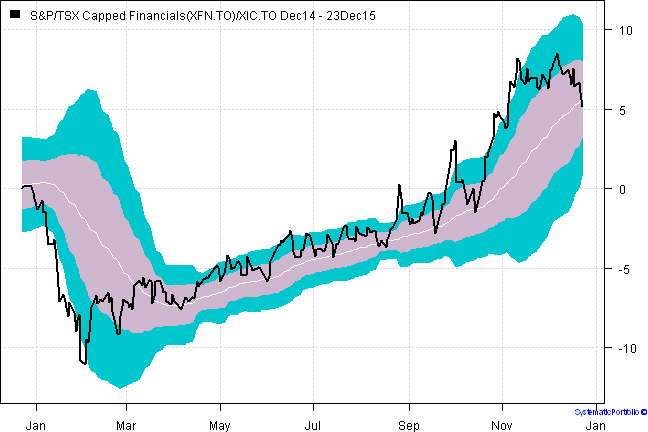 S&P/TSX Capped Financials(XFN.TO)/XIC.TO Dec14 - 23Dec15
10
5
0
-5
-10
SystematicPortfolio ©
Jan Mar May Jul Sep Nov Jan